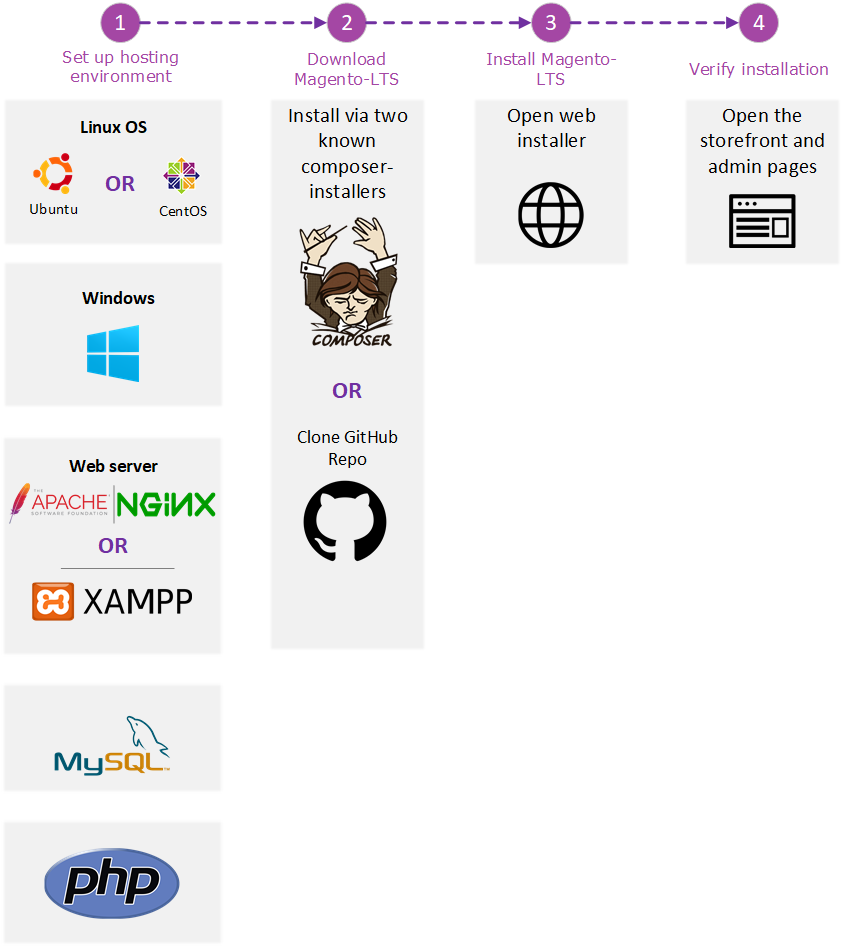 1
2
3
4
Set up hosting
environment
Download
Magento-LTS
Install Magento-
LTS
Verify installation
Linux OS
Ubuntu
OR
CentOS
Windows
Web server
THE
APACHE
SOFTWARE FOUNDATION
NGINX
OR
XAMPP
MySQL
TM
php
Install via two
known
composer-
installers
COMPOSER
OR
Clone GitHub
Repo
Open web
installer
Open the
storefront and
admin pages